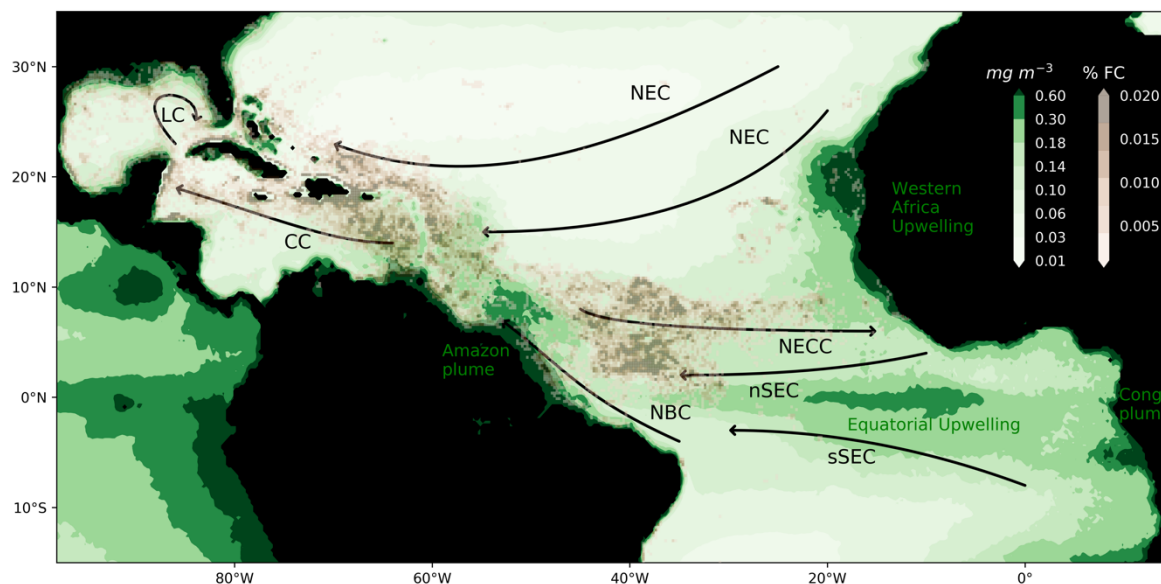 30°N
20°N
10°N
0°N
10°S
80°W
60°W
40°W
20°W
0°
LC
NEC
NEC
CC
Western
Africa
Upwelling
Amazon
plume
NECC
nSEC
NBC
Equatorial Upwelling
sSEC
Cong
plum
mg m⁻³
0.60
0.30
0.18
0.10
0.06
0.03
0.01
% FC
0.020
0.015
0.010
0.005